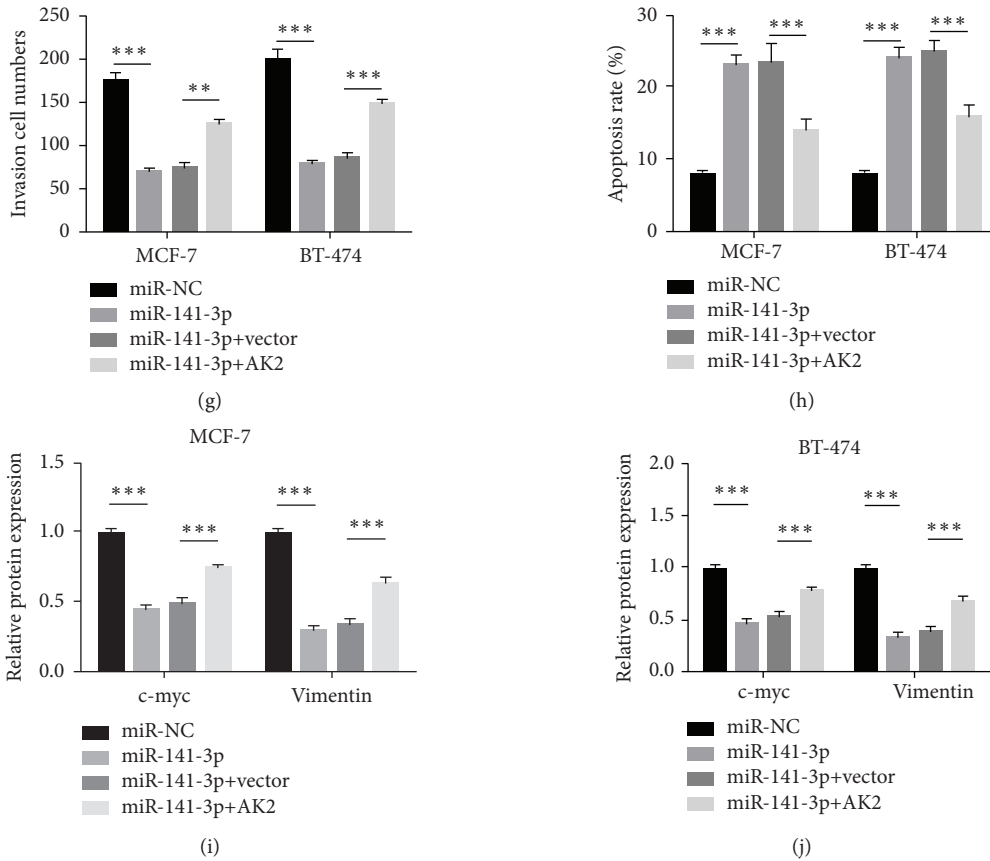 250
200
150
100
50
0
Invasion cell numbers
***
**
***
***
MCF-7
BT-474
miR-NC
miR-141-3p
miR-141-3p+vector
miR-141-3p+AK2
(g)
30
20
10
0
Apoptosis rate (%)
***
***
***
***
MCF-7
BT-474
miR-NC
miR-141-3p
miR-141-3p+vector
miR-141-3p+AK2
(h)
MCF-7
1.5
1.0
0.5
0.0
Relative protein expression
***
***
***
***
c-myc
Vimentin
miR-NC
miR-141-3p
miR-141-3p+vector
miR-141-3p+AK2
(i)
BT-474
2.0
1.5
1.0
0.5
0.0
Relative protein expression
***
***
***
***
c-myc
Vimentin
miR-NC
miR-141-3p
miR-141-3p+vector
miR-141-3p+AK2
(j)